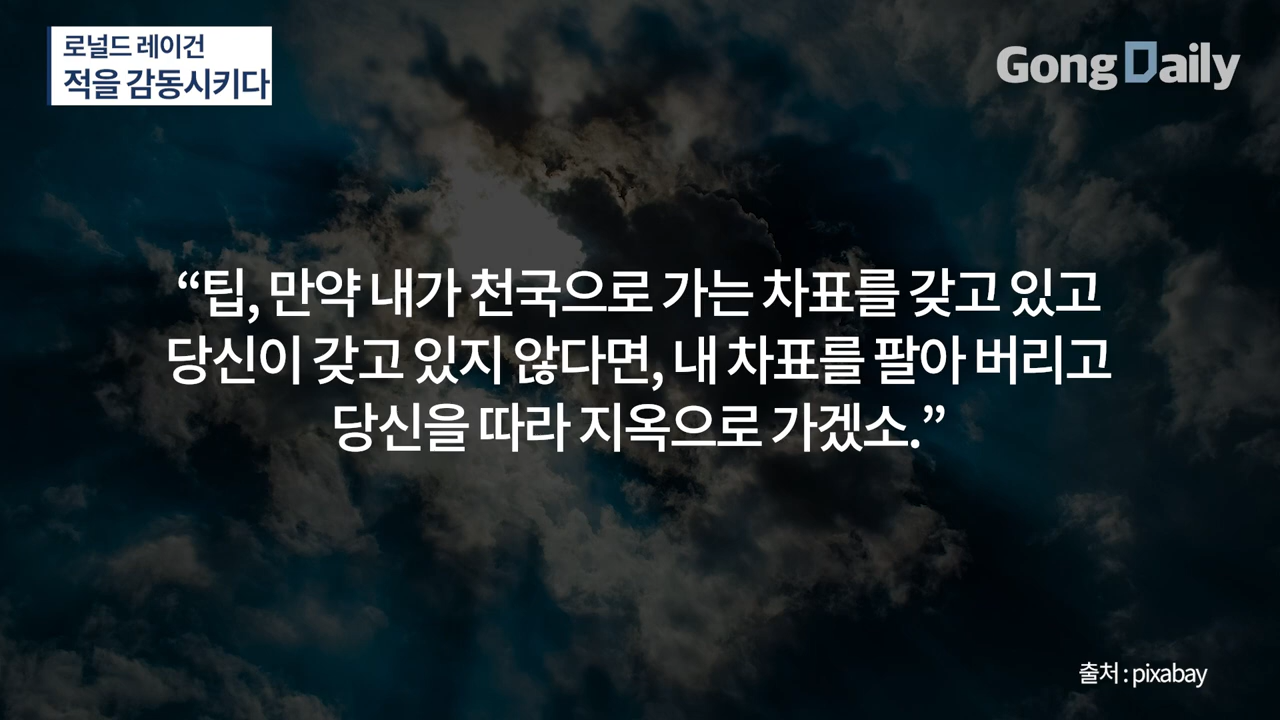 로널드 레이건
적을 감동시키다
Gong Daily
“팁, 만약 내가 천국으로 가는 차표를 갖고 있고
당신이 갖고 있지 않다면, 내 차표를 팔아 버리고
당신을 따라 지옥으로 가겠소.”
출처 : pixabay